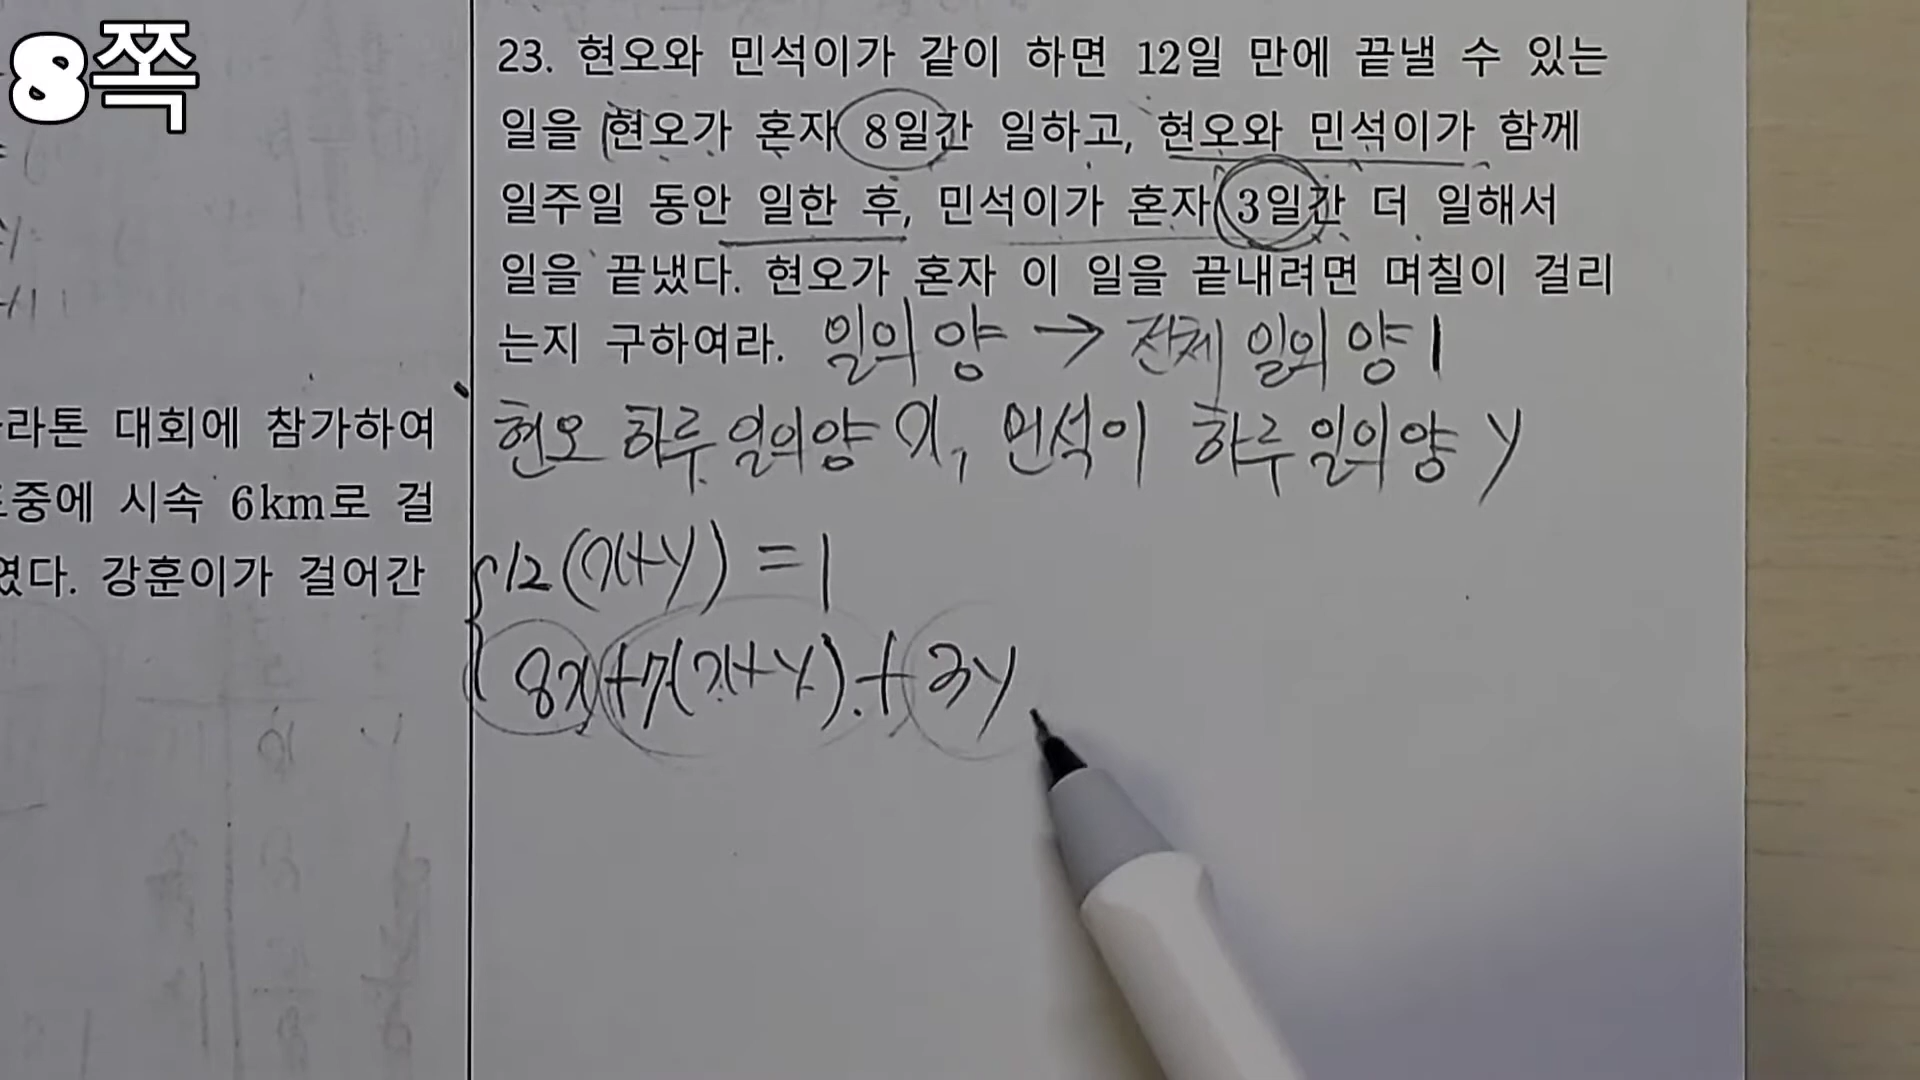 8쪽
23. 현오와 민석이가 같이 하면 12일 만에 끝낼 수 있는
일을 현오가 혼자 8일간 일하고, 현오와 민석이가 함께
일주일 동안 일한 후, 민석이가 혼자 3일간 더 일해서
일을 끝냈다. 현오가 혼자 이 일을 끝내려면 며칠이 걸리
는지 구하여라. 일의 양 → 전체 일의 양 1
현오 하루 일의양 x, 민석이 하루 일의양 y
12(x+y) = 1
8x+7(x+y)+3y
라톤 대회에 참가하여
중에 시속 6km로 걸
였다. 강훈이가 걸어간